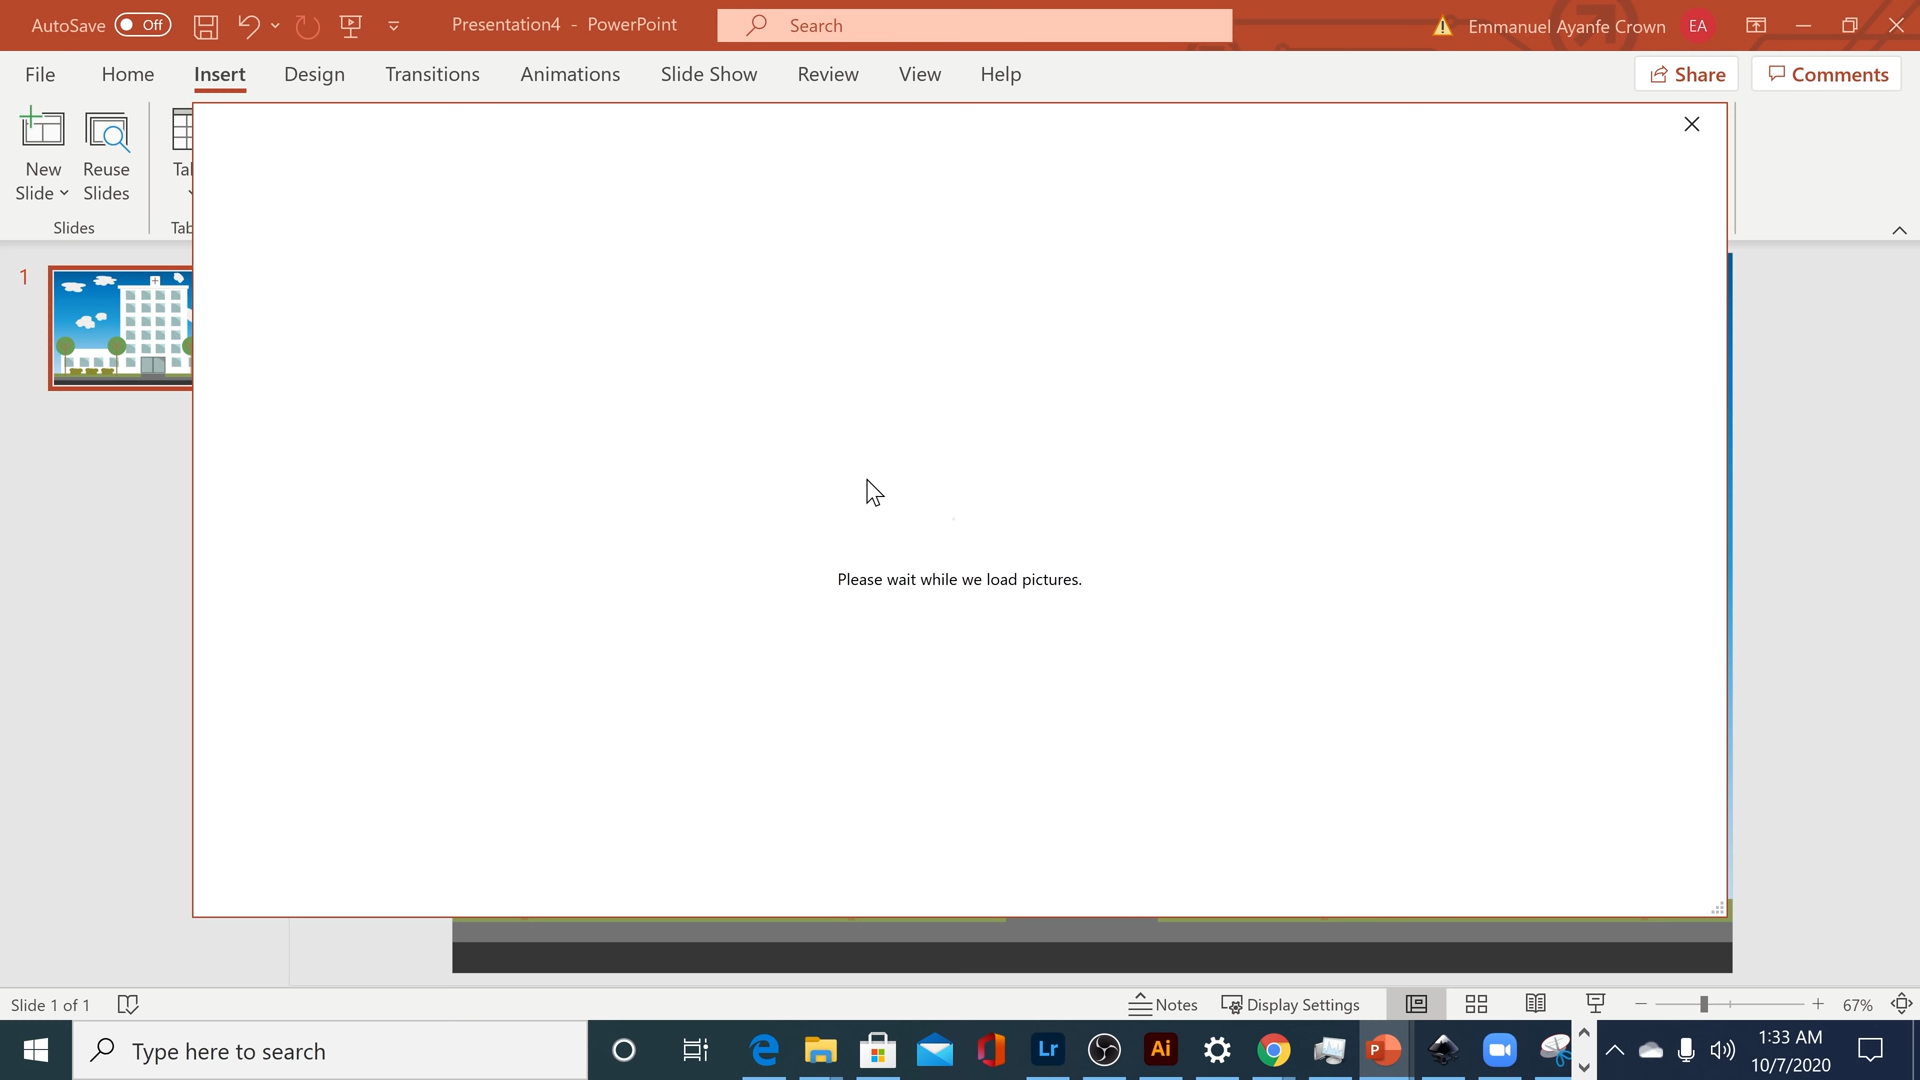 AutoSave Off
Presentation4 - PowerPoint
Search
Emmanuel Ayanfe Crown EA
File Home Insert Design Transitions Animations Slide Show Review View Help
Share Comments
New Slide
Reuse Slides
Slides
1
Please wait while we load pictures.
Slide 1 of 1
Notes
Display Settings
67%
Type here to search
Lr
Ai
P
1:33 AM
10/7/2020